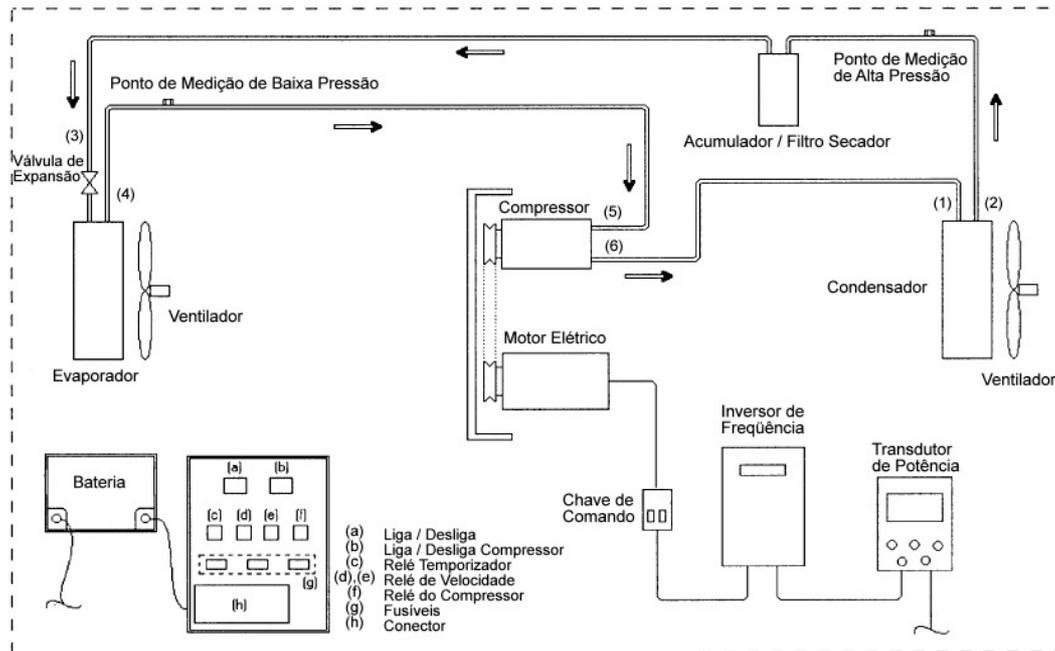 Ponto de Medição de Baixa Pressão
Ponto de Medição
de Alta Pressão
Acumulador / Filtro Secador
(3)
Válvula de
Expansão
(4)
Compressor
(5)
(6)
(1)
(2)
Condensador
Ventilador
Evaporador
Motor Elétrico
Ventilador
Inversor de
Freqüência
Transdutor
de Potência
Chave de
Comando
Bateria
(a)
(b)
(c)
(d)
(e)
(f)
(g)
(h)
(a) Liga / Desliga
(b) Liga / Desliga Compressor
(c) Relé Temporizador
(d),(e) Relé de Velocidade
(f) Relé do Compressor
(g) Fusíveis
(h) Conector